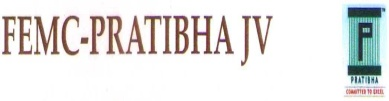 FEMC-PRATIBHA JV
P
PRATIBHA
COMMITTED TO EXCEL